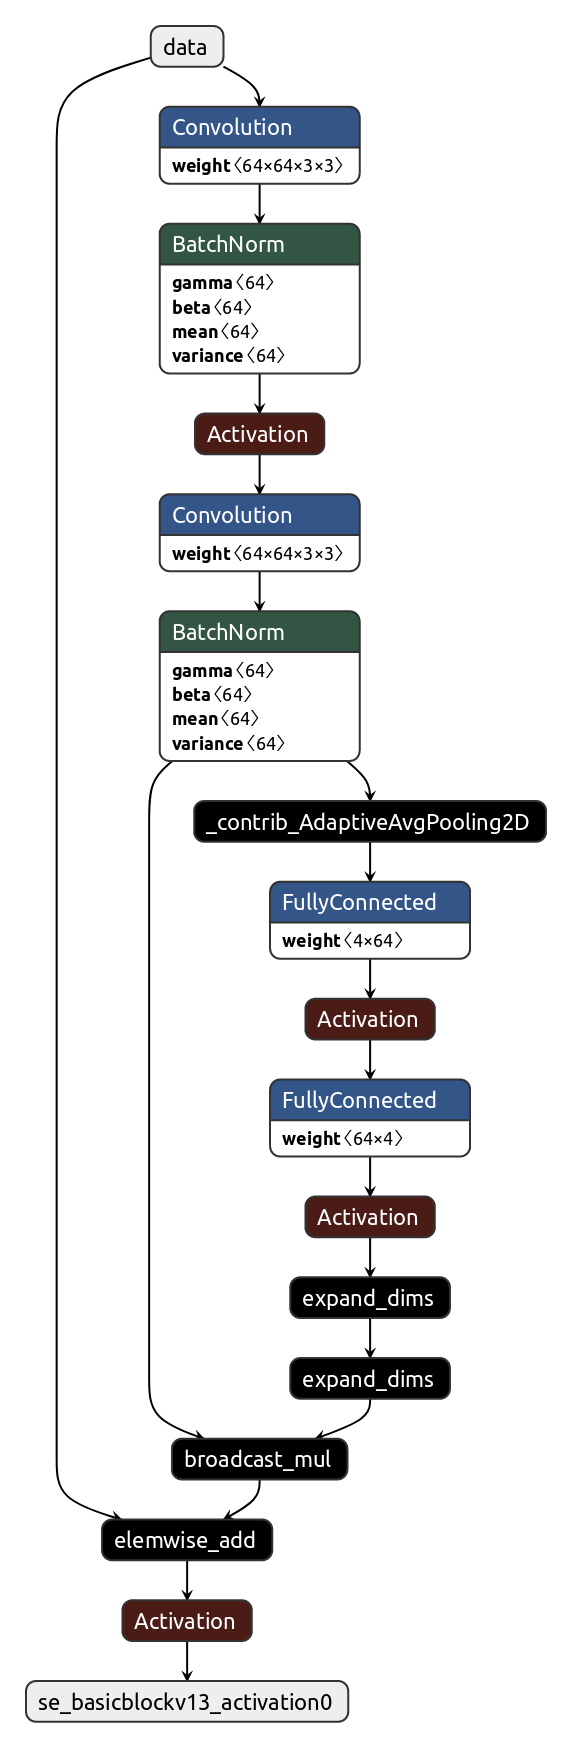 data
Convolution
weight〈64×64×3×3〉
BatchNorm
gamma〈64〉
beta〈64〉
mean〈64〉
variance〈64〉
Activation
Convolution
weight〈64×64×3×3〉
BatchNorm
gamma〈64〉
beta〈64〉
mean〈64〉
variance〈64〉
_contrib_AdaptiveAvgPooling2D
FullyConnected
weight〈4×64〉
Activation
FullyConnected
weight〈64×4〉
Activation
expand_dims
expand_dims
broadcast_mul
elemwise_add
Activation
se_basicblockv13_activation0